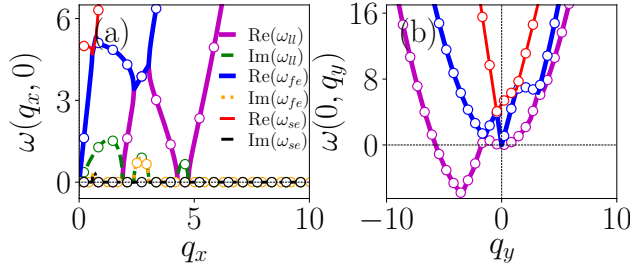 6
3
0
ω(q_x, 0)
0
5
10
q_x
(a)
Re(ω_ll)
Im(ω_ll)
Re(ω_fe)
Im(ω_fe)
Re(ω_se)
Im(ω_se)
16
8
0
ω(0, q_y)
−10
0
10
q_y
(b)